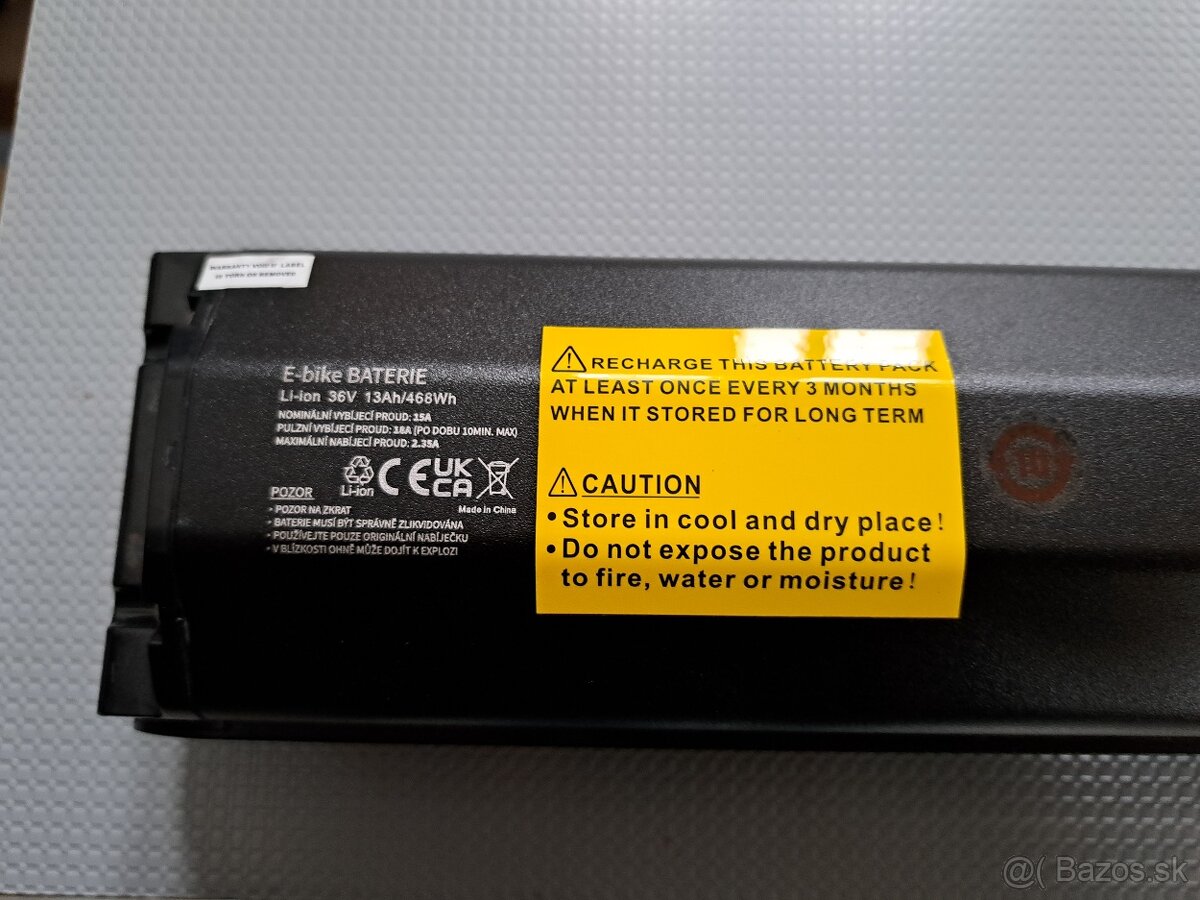 WARRANTY VOID IF LABEL
IS TORN OR REMOVED
E-bike BATERIE
Li-ion 36V 13Ah/468Wh
NOMINÁLNÍ VYBÍJECÍ PROUD: 15A
PULZNÍ VYBÍJECÍ PROUD: 18A (PO DOBU 10MIN. MAX)
MAXIMÁLNÍ NABÍJECÍ PROUD: 2.35A
Li-ion
CE UK CA
Made in China
POZOR
• POZOR NA ZKRAT
• BATERIE MUSÍ BÝT SPRÁVNĚ ZLIKVIDOVÁNA
• POUŽÍVEJTE POUZE ORIGINÁLNÍ NABÍJEČKU
• V BLÍZKOSTI OHNĚ MŮŽE DOJÍT K EXPLOZI
RECHARGE THIS BATTERY PACK
AT LEAST ONCE EVERY 3 MONTHS
WHEN IT STORED FOR LONG TERM
CAUTION
• Store in cool and dry place!
• Do not expose the product
to fire, water or moisture!
10
@( Bazos.sk